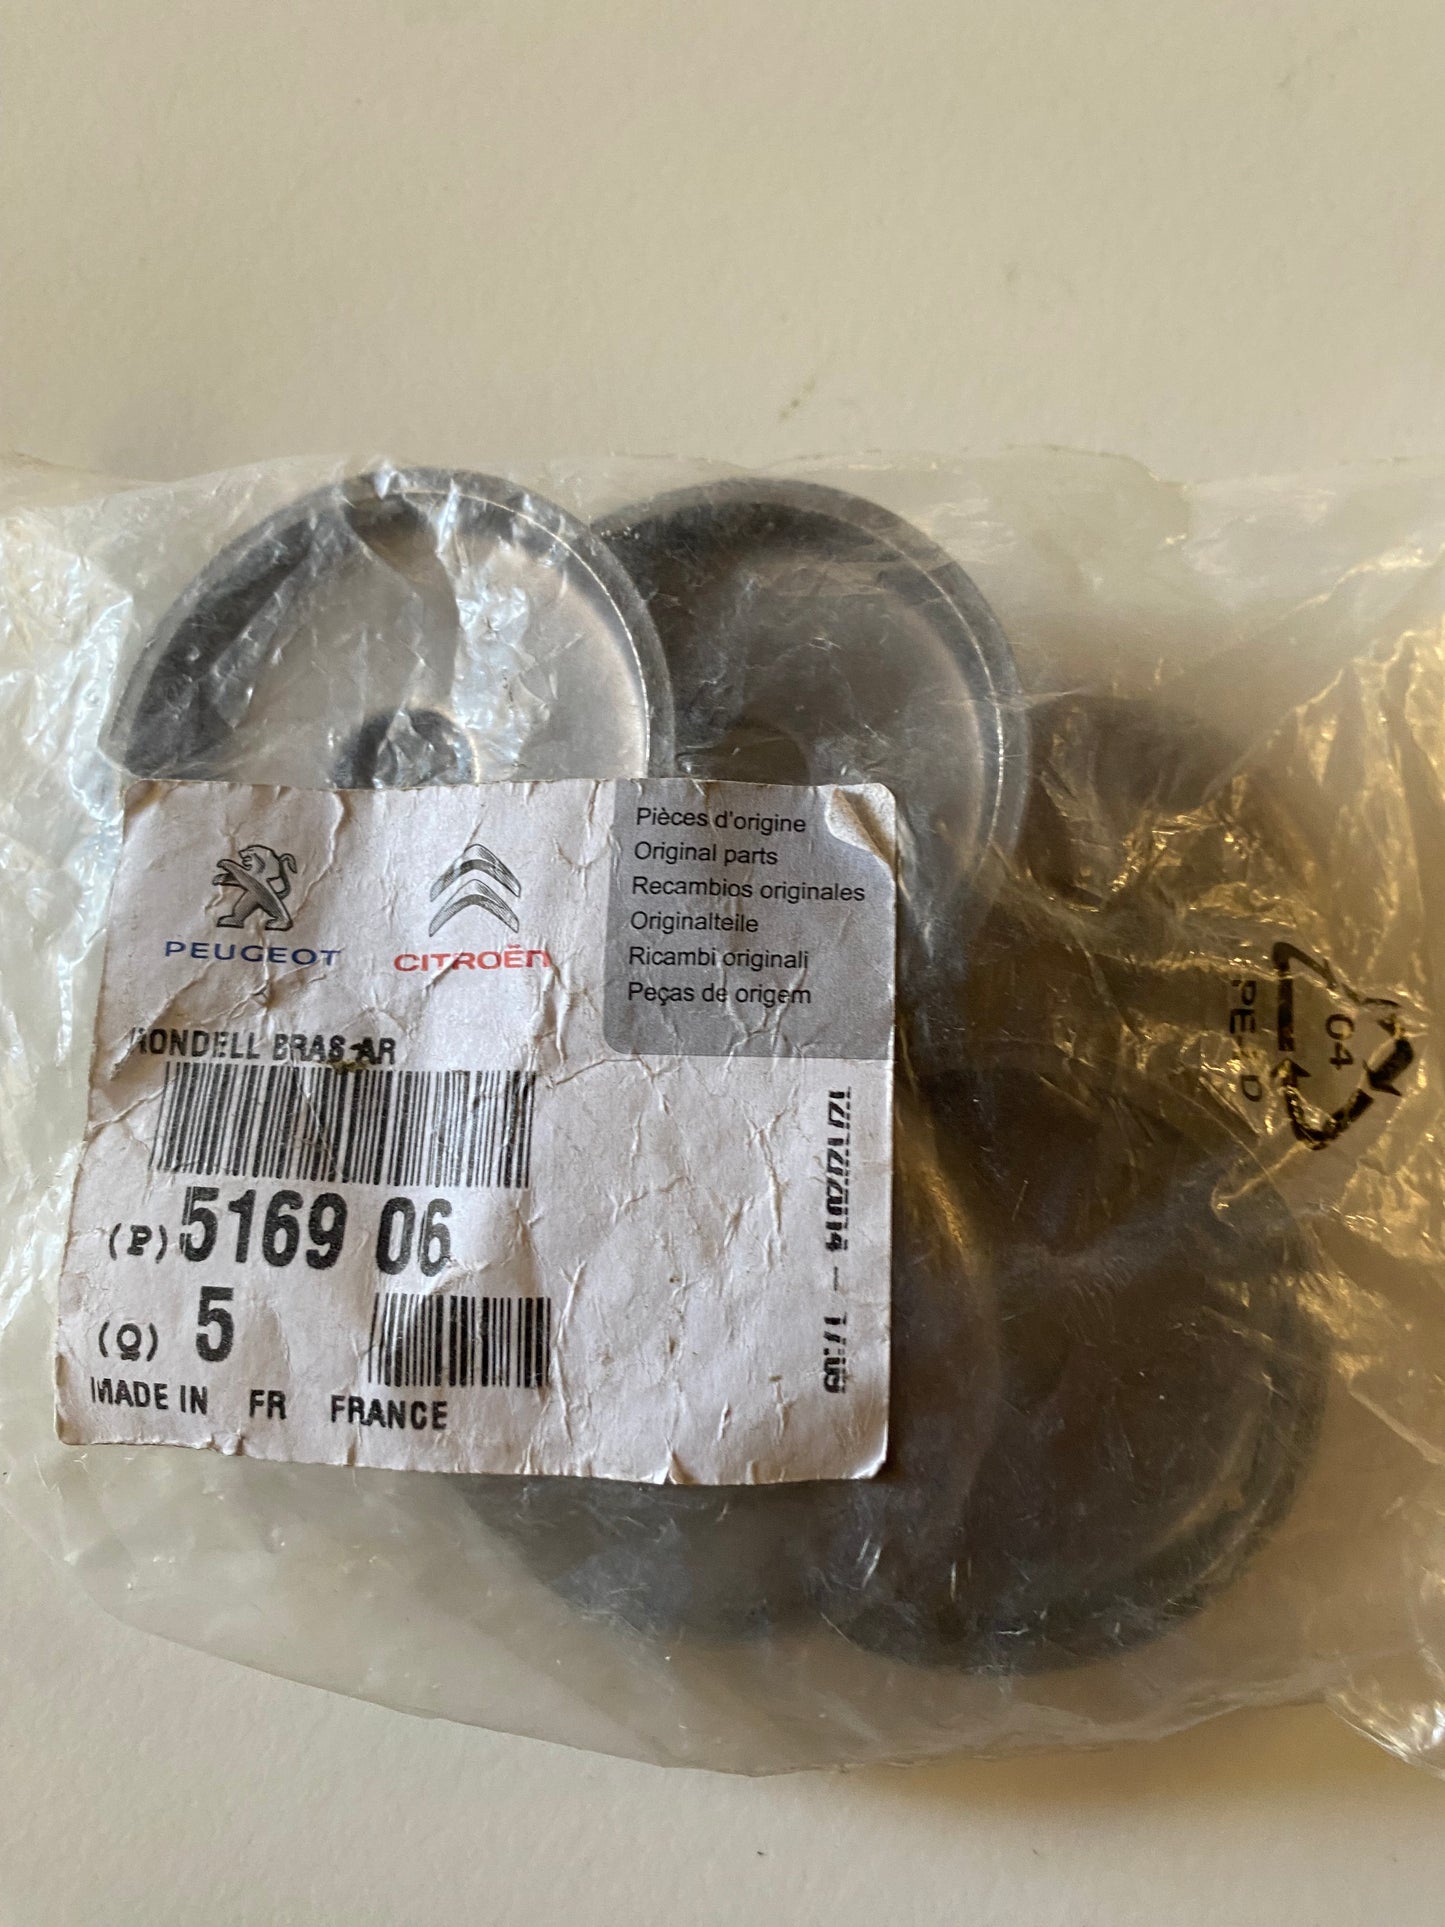 PEUGEOT
CITROËN
Pièces d'origine
Original parts
Recambios originales
Originalteile
Ricambi originali
Peças de origem
RONDELL BRAS AR
(P) 5169 06
(Q) 5
MADE IN FR FRANCE
04
PE-LD